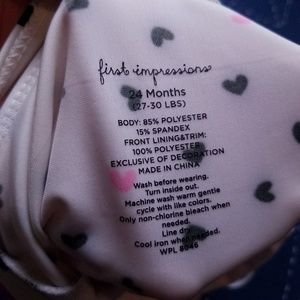 first impressions
24 Months
(27-30 LBS)
BODY: 85% POLYESTER
15% SPANDEX
FRONT LINING&TRIM:
100% POLYESTER
EXCLUSIVE OF DECORATION
MADE IN CHINA
Wash before wearing.
Turn inside out.
Machine wash warm gentle
cycle with like colors.
Only non-chlorine bleach when
needed.
Line dry.
Cool iron when needed.
WPL 8046